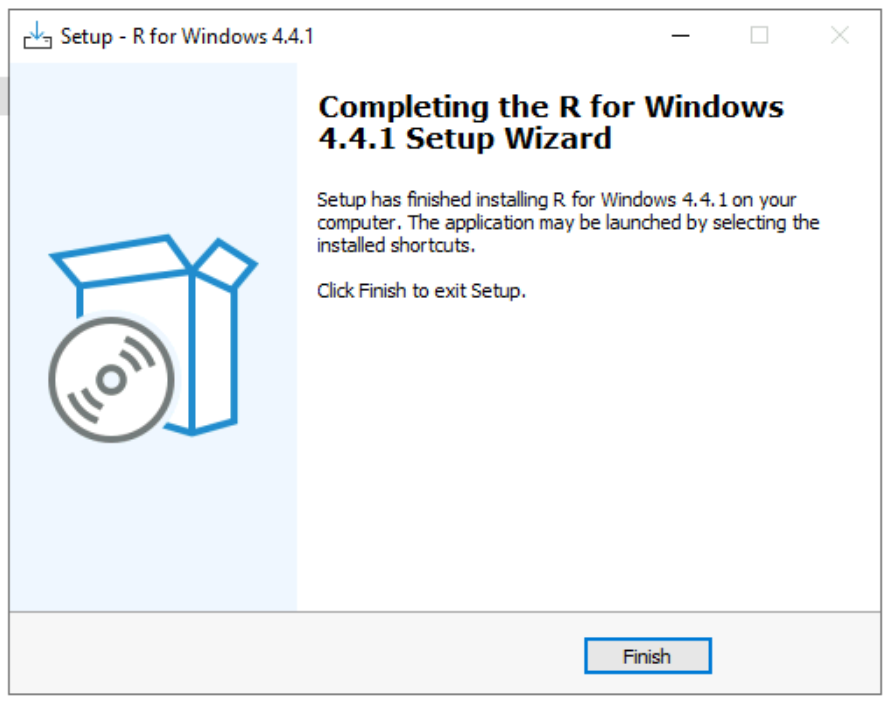 Setup - R for Windows 4.4.1
Completing the R for Windows
4.4.1 Setup Wizard
Setup has finished installing R for Windows 4.4.1 on your
computer. The application may be launched by selecting the
installed shortcuts.
Click Finish to exit Setup.
Finish